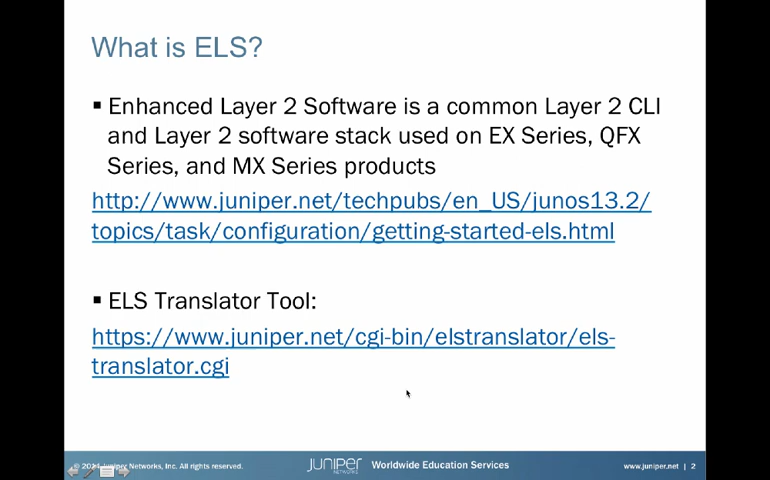 What is ELS?
▪ Enhanced Layer 2 Software is a common Layer 2 CLI
and Layer 2 software stack used on EX Series, QFX
Series, and MX Series products
http://www.juniper.net/techpubs/en_US/junos13.2/
topics/task/configuration/getting-started-els.html
▪ ELS Translator Tool:
https://www.juniper.net/cgi-bin/elstranslator/els-
translator.cgi
© Juniper Networks, Inc. All rights reserved.
JUNIPER
NETWORKS
Worldwide Education Services
www.juniper.net | 2